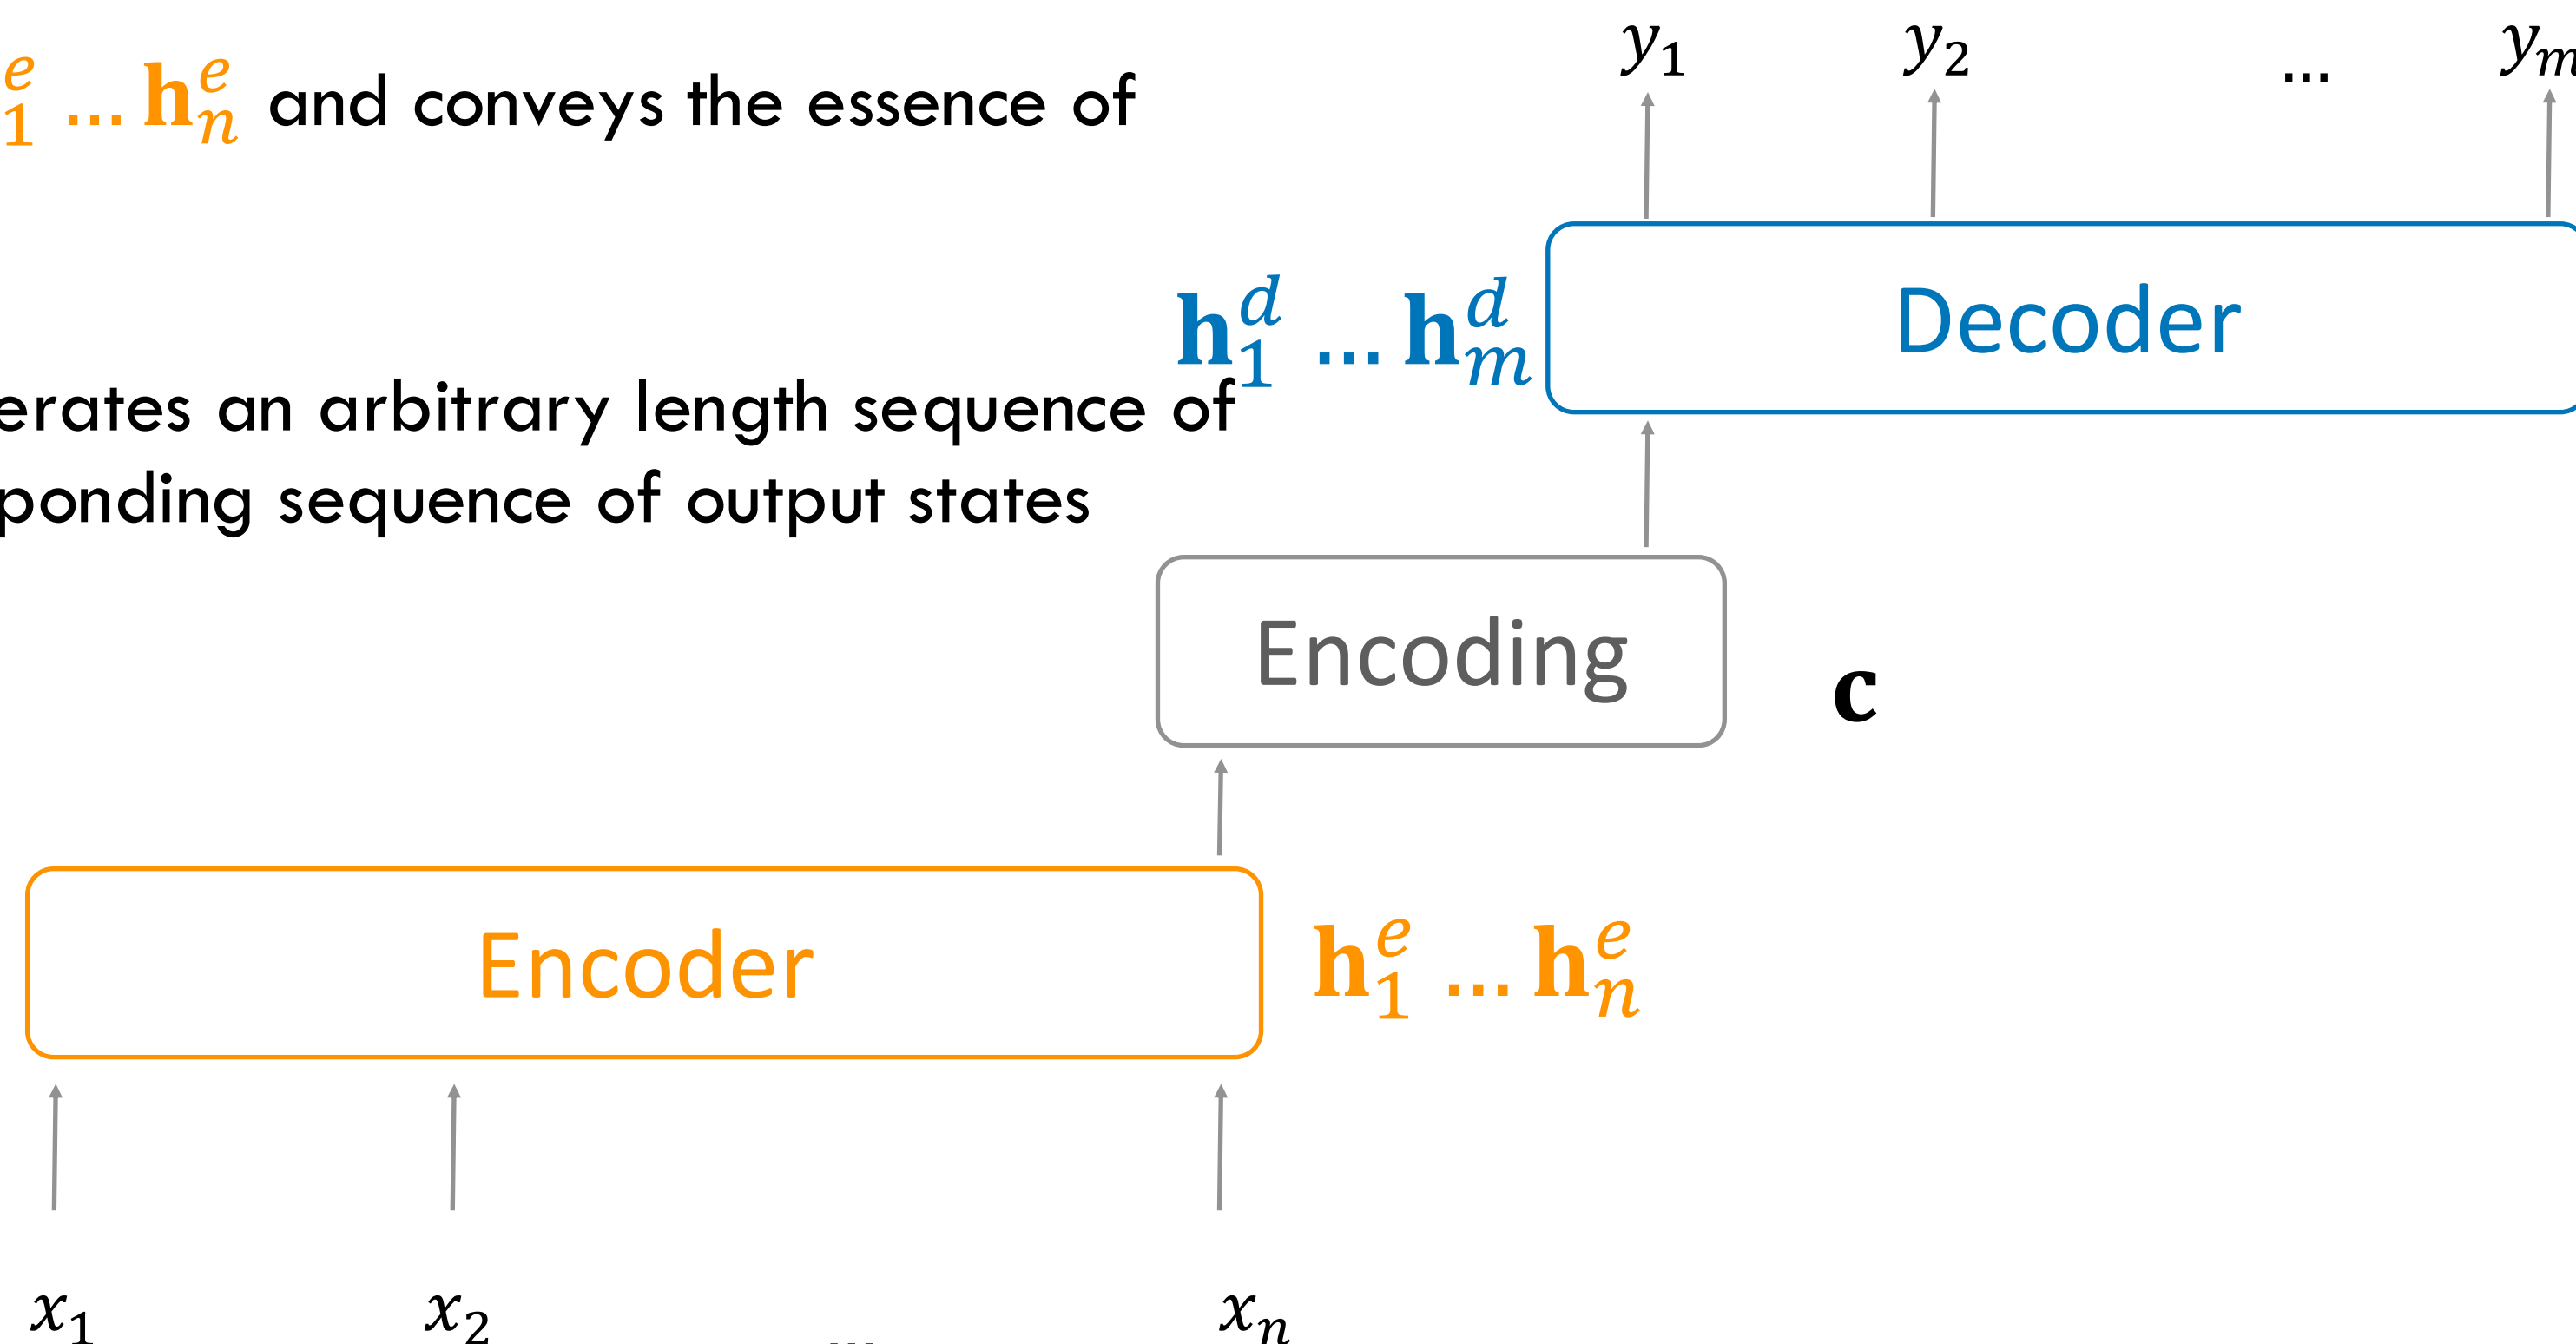 e 1 … 𝐡ₙᵉ and conveys the essence of
y₁ y₂ … yₘ
𝐡₁ᵈ … 𝐡ₘᵈ Decoder
erates an arbitrary length sequence of
ponding sequence of output states
Encoding 𝐜
Encoder 𝐡₁ᵉ … 𝐡ₙᵉ
x₁ x₂ … xₙ